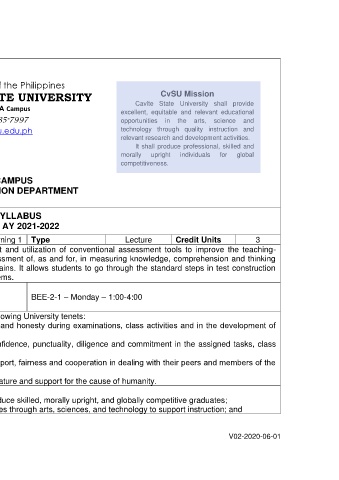 of the Philippines
TE UNIVERSITY
A Campus
85-7997
u.edu.ph
CvSU Mission
Cavite State University shall provide
excellent, equitable and relevant educational
opportunities in the arts, science and
technology through quality instruction and
relevant research and development activities.
It shall produce professional, skilled and
morally upright individuals for global
competitiveness.
CAMPUS
ION DEPARTMENT
YLLABUS
AY 2021-2022
ning 1 Type Lecture Credit Units 3
t and utilization of conventional assessment tools to improve the teaching-
ssment of, as and for, in measuring knowledge, comprehension and thinking
ains. It allows students to go through the standard steps in test construction
ems.
BEE-2-1 – Monday – 1:00-4:00
owing University tenets:
and honesty during examinations, class activities and in the development of
nfidence, punctuality, diligence and commitment in the assigned tasks, class
port, fairness and cooperation in dealing with their peers and members of the
ature and support for the cause of humanity.
duce skilled, morally upright, and globally competitive graduates;
es through arts, sciences, and technology to support instruction; and
V02-2020-06-01